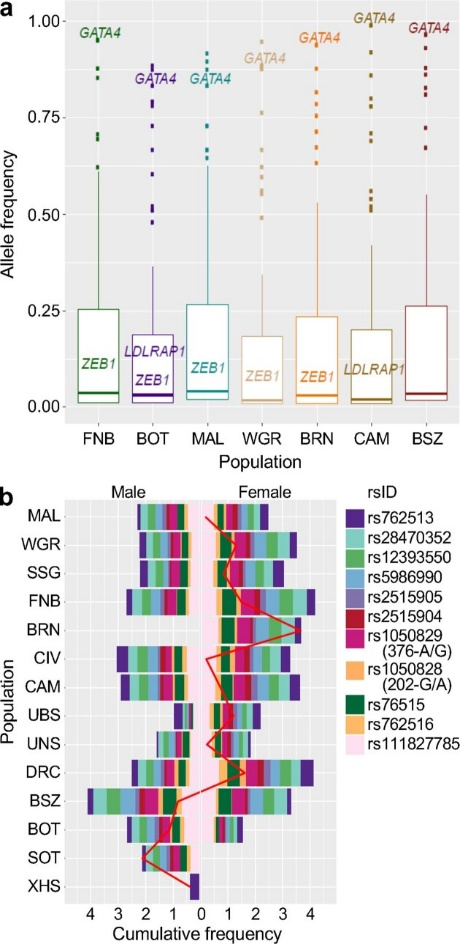 a
1.00
0.75
0.50
0.25
0.00
Allele frequency
GATA4
GATA4
GATA4
GATA4
GATA4
GATA4
GATA4
ZEB1
LDLRAP1
ZEB1
ZEB1
ZEB1
ZEB1
LDLRAP1
FNB BOT MAL WGR BRN CAM BSZ
Population
b
Male Female rsID
MAL
WGR
SSG
FNB
BRN
CIV
CAM
UBS
UNS
DRC
BSZ
BOT
SOT
XHS
Population
rs762513
rs28470352
rs12393550
rs5986990
rs2515905
rs2515904
rs1050829
(376-A/G)
rs1050828
(202-G/A)
rs76515
rs762516
rs111827785
4 3 2 1 0 1 2 3 4
Cumulative frequency